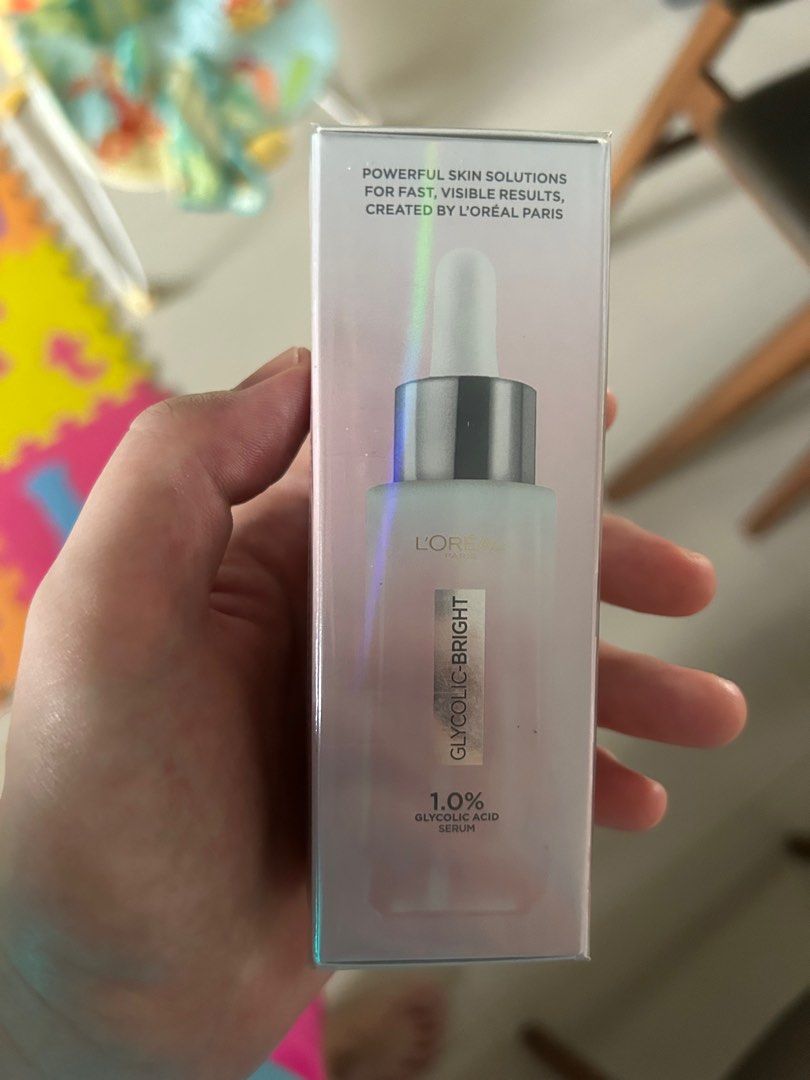 POWERFUL SKIN SOLUTIONS
FOR FAST, VISIBLE RESULTS,
CREATED BY L'ORÉAL PARIS
L'ORÉAL
PARIS
GLYCOLIC-BRIGHT
1.0%
GLYCOLIC ACID
SERUM